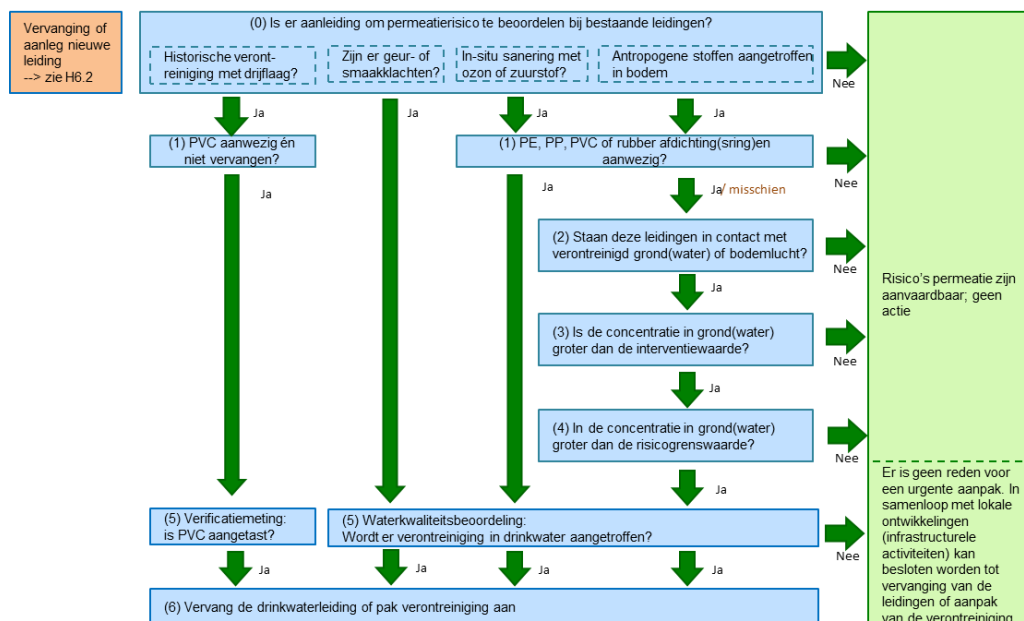 Vervanging of
aanleg nieuwe
leiding
--> zie H6.2
(0) Is er aanleiding om permeatierisico te beoordelen bij bestaande leidingen?
Historische veront-
reiniging met drijflaag?
Zijn er geur- of
smaakklachten?
In-situ sanering met
ozon of zuurstof?
Antropogene stoffen aangetroffen
in bodem
Nee
Ja
Ja
Ja
Ja
(1) PVC aanwezig én
niet vervangen?
(1) PE, PP, PVC of rubber afdichting(sring)en
aanwezig?
Nee
Ja
Ja
Ja/ misschien
(2) Staan deze leidingen in contact met
verontreinigd grond(water) of bodemlucht?
Nee
Ja
(3) Is de concentratie in grond(water)
groter dan de interventiewaarde?
Nee
Ja
(4) In de concentratie in grond(water)
groter dan de risicogrenswaarde?
Nee
Ja
Risico's permeatie zijn
aanvaardbaar; geen
actie
(5) Verificatiemeting:
is PVC aangetast?
(5) Waterkwaliteitsbeoordeling:
Wordt er verontreiniging in drinkwater aangetroffen?
Nee
Ja
Ja
Ja
Ja
(6) Vervang de drinkwaterleiding of pak verontreiniging aan
Er is geen reden voor
een urgente aanpak. In
samenloop met lokale
ontwikkelingen
(infrastructurele
activiteiten) kan
besloten worden tot
vervanging van de
leidingen of aanpak
van de verontreiniging